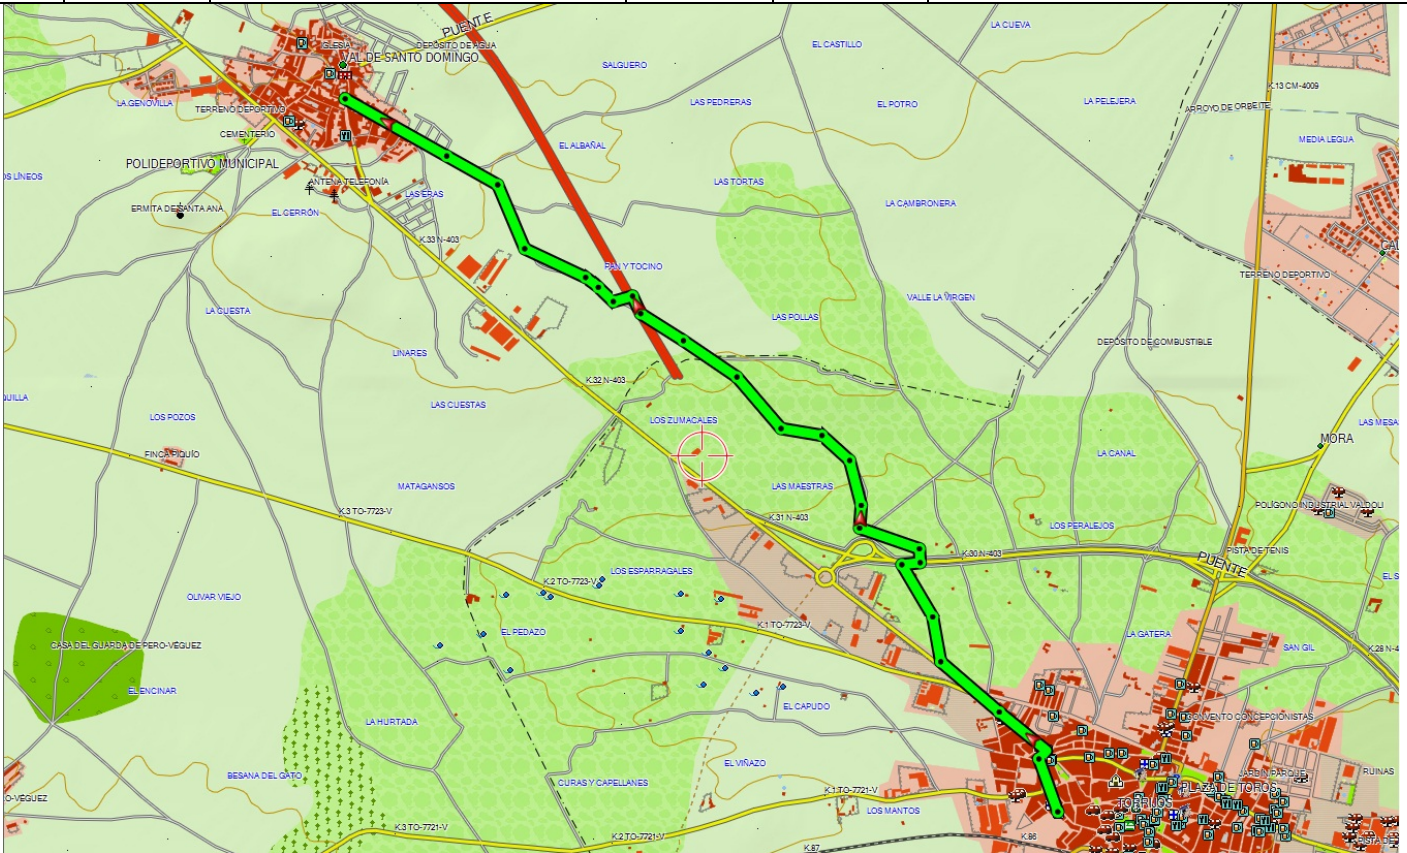 LA CUEVA
PUENTE
IGLESIA
DEPÓSITO DE AGUA
EL CASTILLO
VAL DE SANTO DOMINGO
SALGUERO
K.13 CM-4009
LA GENOVILLA
TERRENO DEPORTIVO
LAS PEDRERAS
EL POTRO
LA PELEJERA
ARROYO DE ORBEITE
CEMENTERIO
EL ALBAÑAL
MEDIA LEGUA
POLIDEPORTIVO MUNICIPAL
OS LÍNEOS
ANTENA TELEFONÍA
LAS TORTAS
LAS ERAS
ERMITA DE SANTA ANA
EL CERRÓN
LA CAMBRONERA
K.33 N-403
CAL
PAN Y TOCINO
TERRENO DEPORTIVO
VALLE LA VIRGEN
LA CUESTA
LAS POLLAS
DEPÓSITO DE COMBUSTIBLE
LINARES
K.32 N-403
QUILLA
LAS CUESTAS
LOS POZOS
LOS ZUMACALES
LAS MESA
MORA
FINCA PIQUÍO
LA CANAL
MATAGANSOS
LAS MAESTRAS
POLÍGONO INDUSTRIAL VALDOLI
K.3 TO-7723-V
K.31 N-403
LOS PERALEJOS
K.30 N-403
PISTA DE TENIS
PUENTE
LOS ESPARRAGALES
K.2 TO-7723-V
EL S
OLIVAR VIEJO
K.1 TO-7723-V
EL PEDAZO
LA GATERA
CASA DEL GUARDA DE PERO-VÉGUEZ
SAN GIL
K.28 N-4
EL ENCINAR
EL CAPUDO
LA HURTADA
CONVENTO CONCEPCIONISTAS
EL VIÑAZO
BESANA DEL GATO
CURAS Y CAPELLANES
JARDÍN PARQUE
RUINAS
PLAZA DE TOROS
O-VÉGUEZ
K.1 TO-7721-V
TORRIJOS
LOS MANTOS
K.3 TO-7721-V
K.2 TO-7721-V
K.86
K.87
PISTA D